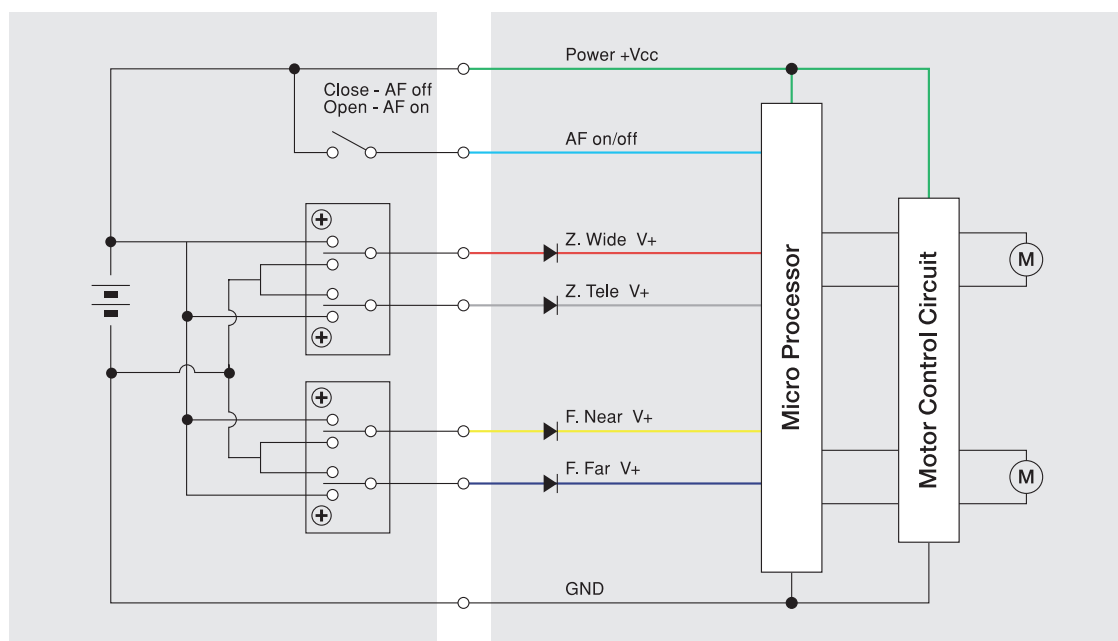 Power +Vcc
Close - AF off
Open - AF on
AF on/off
Z. Wide V+
Z. Tele V+
F. Near V+
F. Far V+
GND
Micro Processor
Motor Control Circuit
M
M